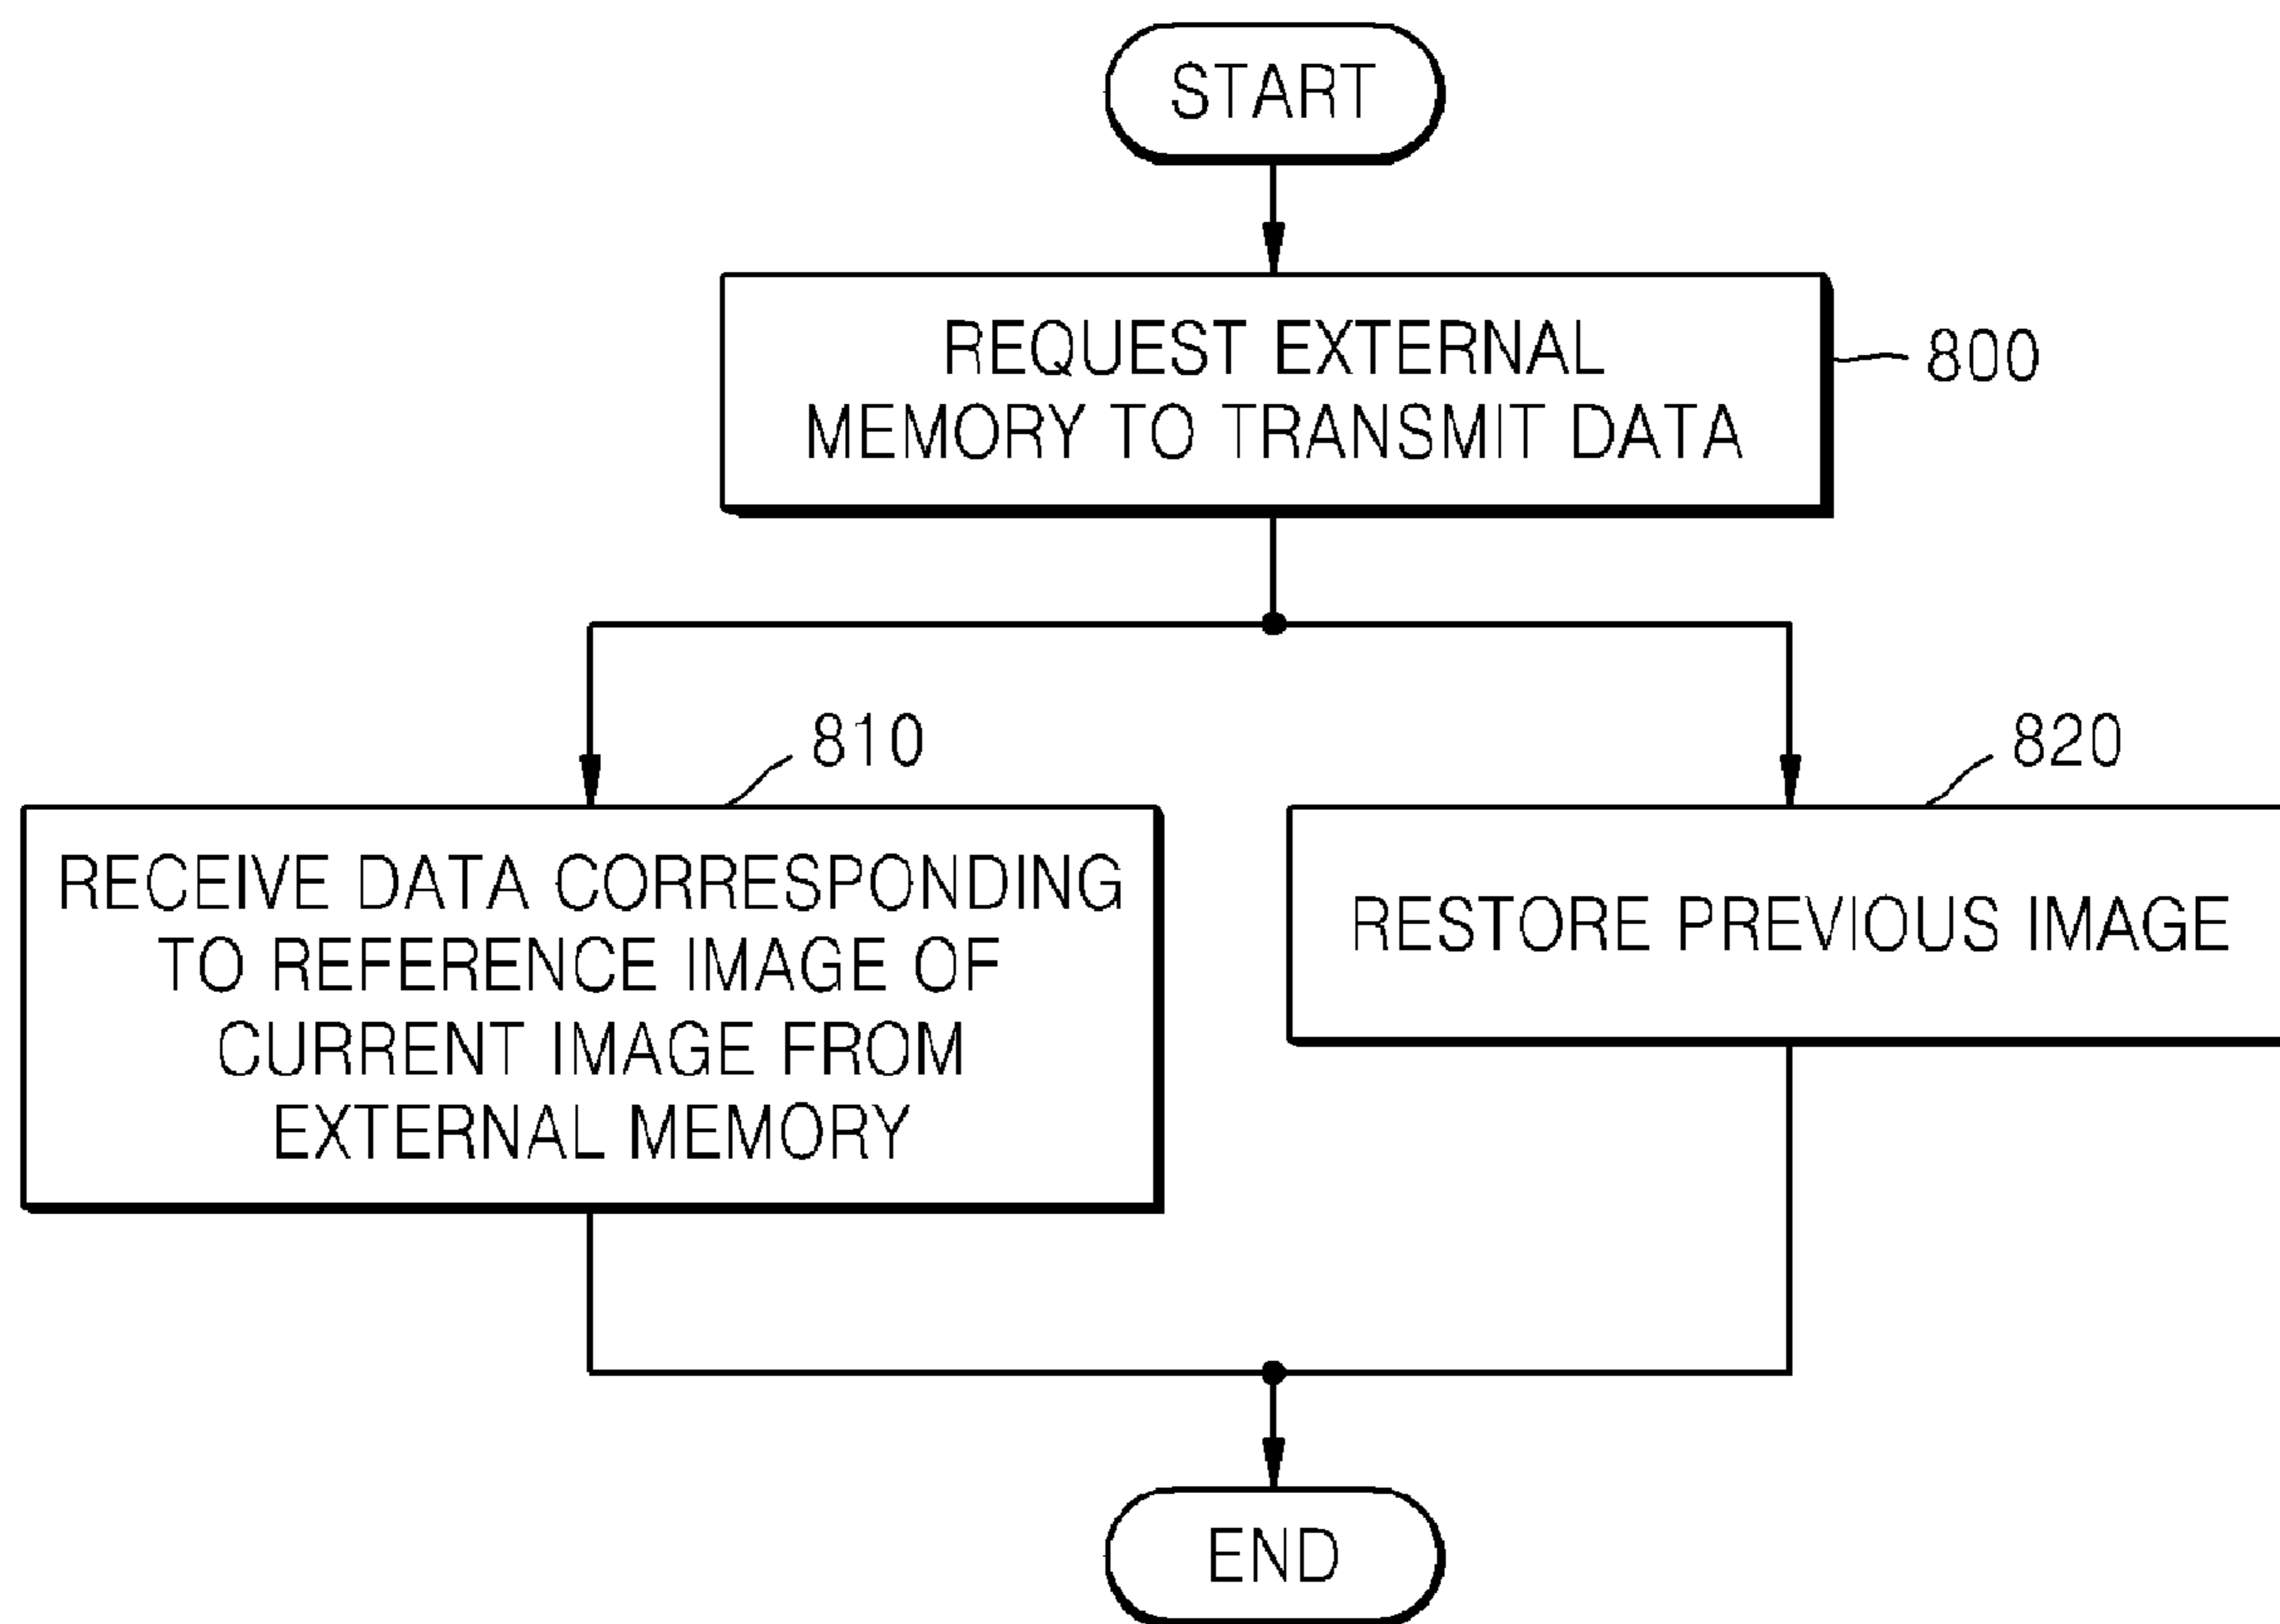 START
REQUEST EXTERNAL
MEMORY TO TRANSMIT DATA
800
810
RECEIVE DATA CORRESPONDING
TO REFERENCE IMAGE OF
CURRENT IMAGE FROM
EXTERNAL MEMORY
820
RESTORE PREVIOUS IMAGE
END